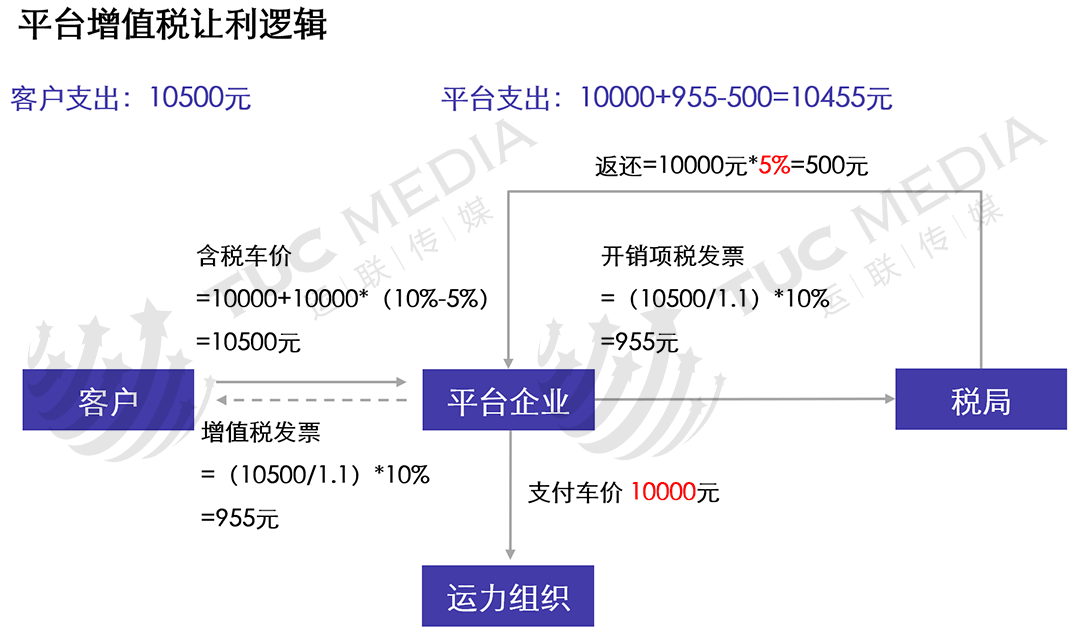 平台增值税让利逻辑
客户支出：10500元
平台支出：10000+955-500=10455元
返还=10000元*5%=500元
含税车价
=10000+10000*（10%-5%）
=10500元
开销项税发票
=（10500/1.1）*10%
=955元
客户
平台企业
税局
增值税发票
=（10500/1.1）*10%
=955元
支付车价 10000元
运力组织
TUC MEDIA
运|联|传|媒
TUC MEDIA
运|联|传|媒